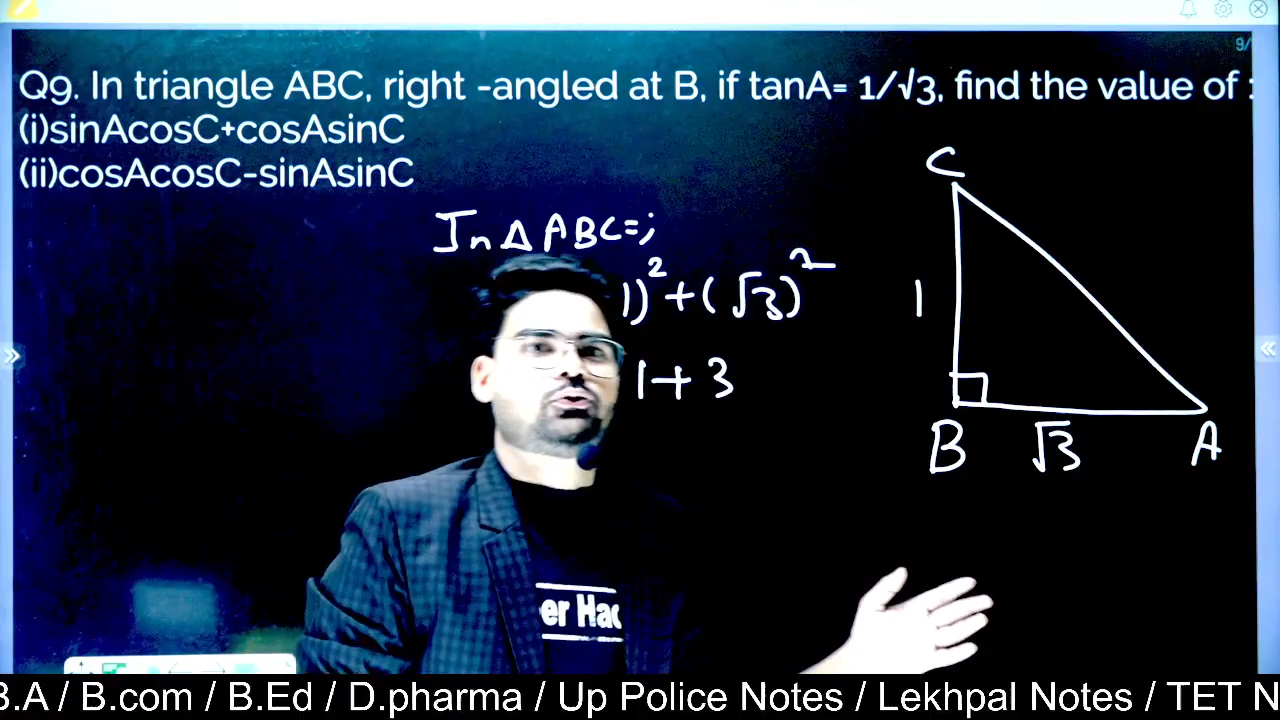 9/
Q9. In triangle ABC, right -angled at B, if tanA= 1/√3, find the value of :
(i)sinAcosC+cosAsinC
(ii)cosAcosC-sinAsinC
In Δ ABC=;
1)² + (√3)²
1 + 3
C
1
B √3 A
er Hac
B.A / B.com / B.Ed / D.pharma / Up Police Notes / Lekhpal Notes / TET N